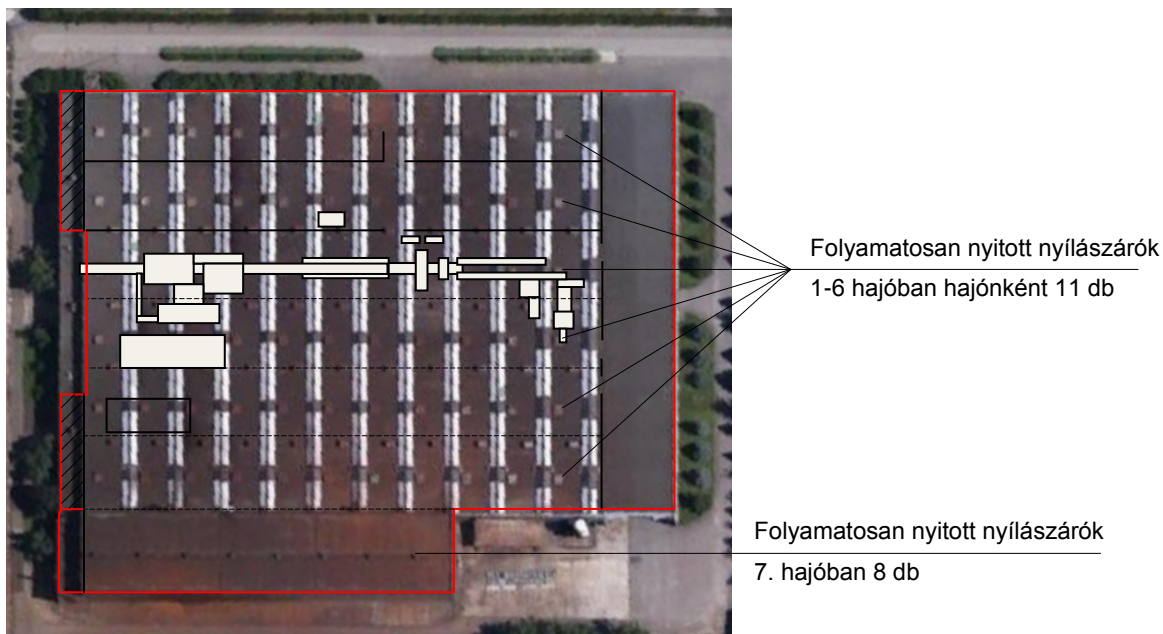 Folyamatosan nyitott nyílászárók
1-6 hajóban hajónként 11 db
Folyamatosan nyitott nyílászárók
7. hajóban 8 db